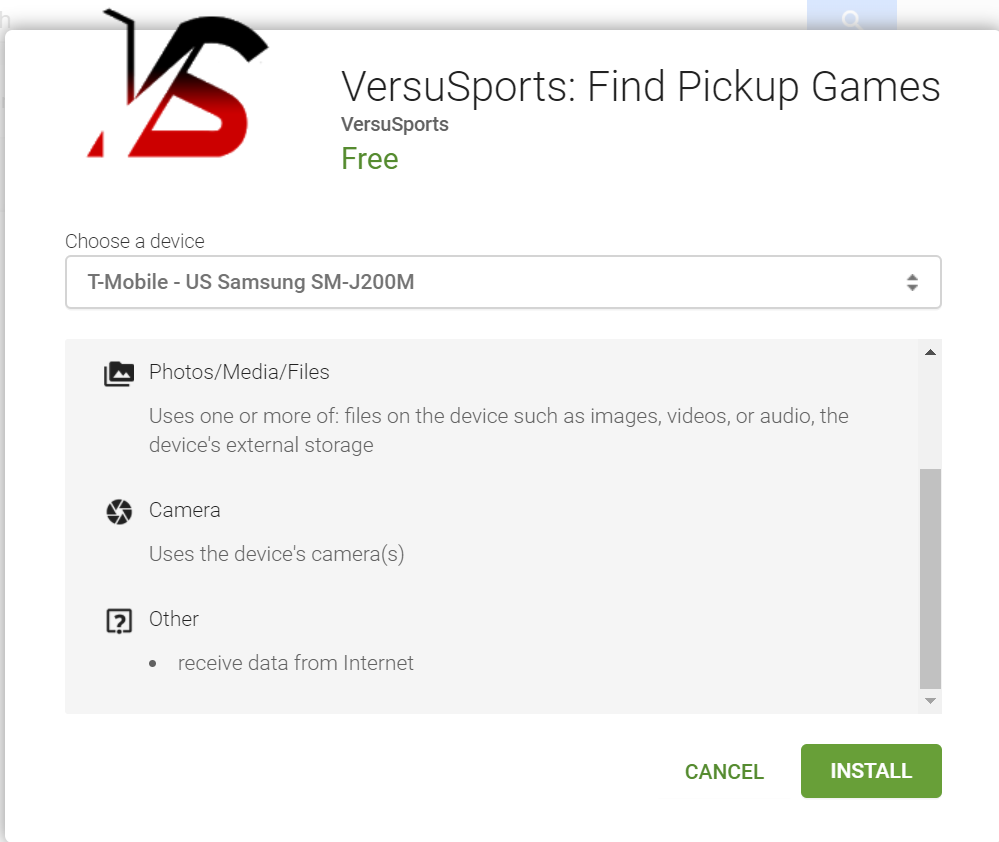 VS
VersuSports: Find Pickup Games
VersuSports
Free
Choose a device
T-Mobile - US Samsung SM-J200M
Photos/Media/Files
Uses one or more of: files on the device such as images, videos, or audio, the
device's external storage
Camera
Uses the device's camera(s)
Other
• receive data from Internet
CANCEL
INSTALL